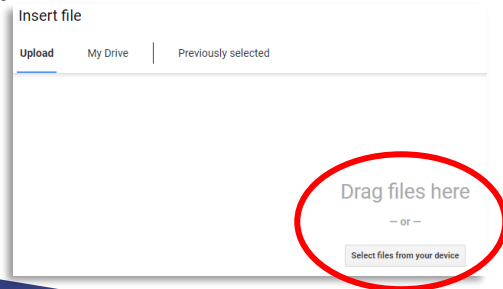 Insert file
Upload My Drive Previously selected
Drag files here
— or —
Select files from your device